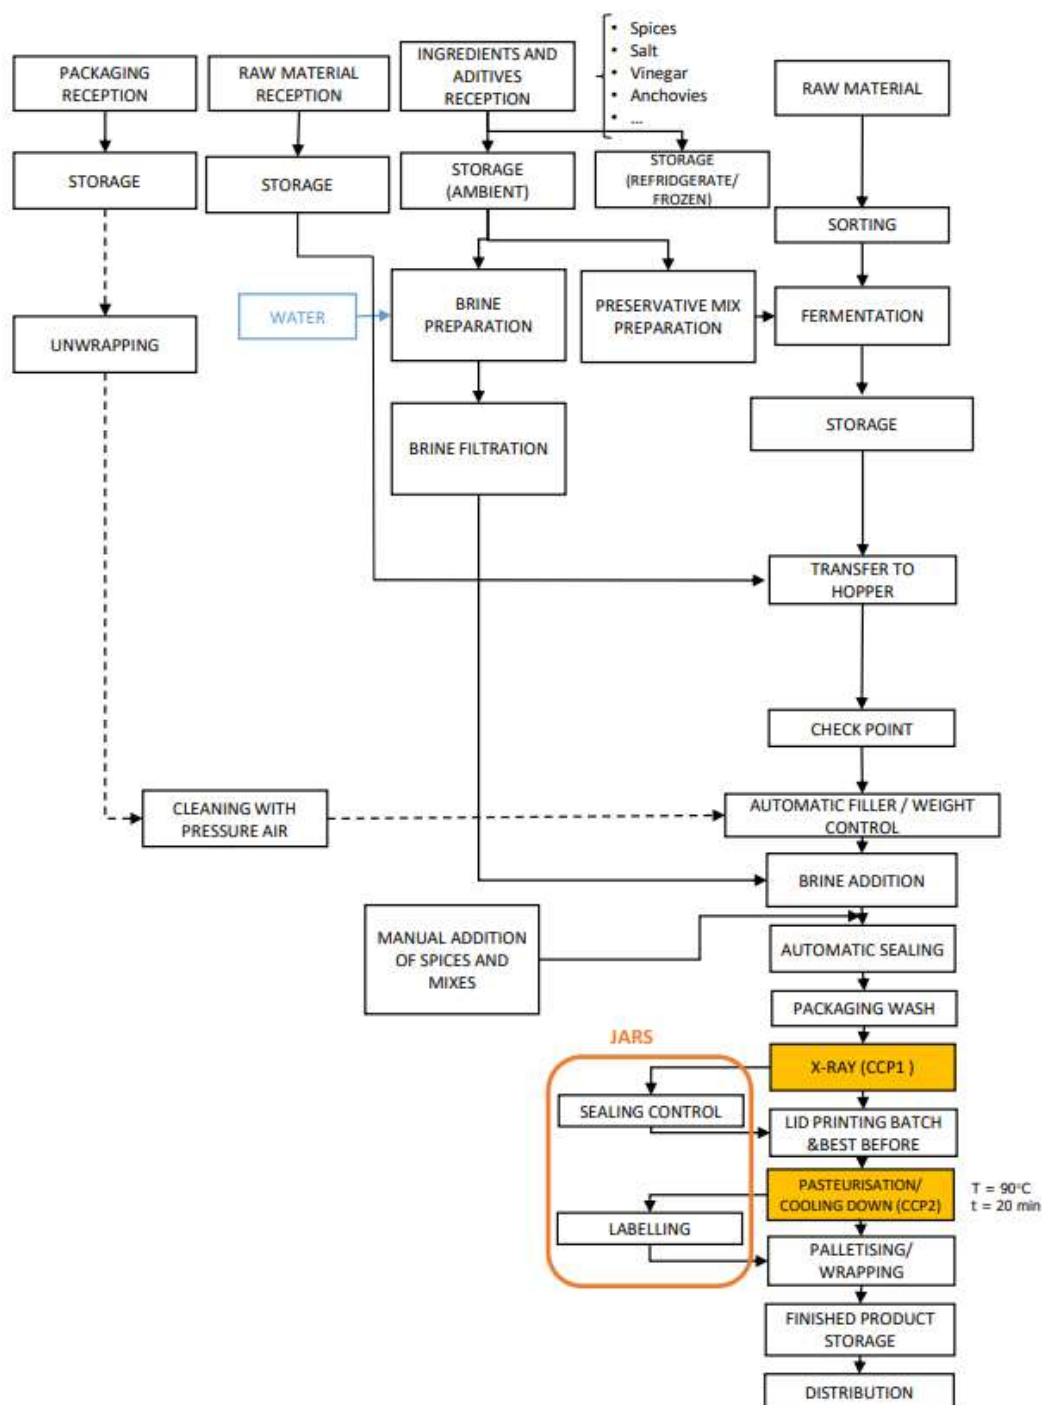 • Spices
• Salt
• Vinegar
• Anchovies
• ...
PACKAGING
RECEPTION
RAW MATERIAL
RECEPTION
INGREDIENTS AND
ADITIVES
RECEPTION
RAW MATERIAL
STORAGE
STORAGE
STORAGE
(AMBIENT)
STORAGE
(REFRIDGERATE/
FROZEN)
SORTING
WATER
BRINE
PREPARATION
PRESERVATIVE MIX
PREPARATION
FERMENTATION
UNWRAPPING
STORAGE
BRINE FILTRATION
TRANSFER TO
HOPPER
CHECK POINT
CLEANING WITH
PRESSURE AIR
AUTOMATIC FILLER / WEIGHT
CONTROL
BRINE ADDITION
MANUAL ADDITION
OF SPICES AND
MIXES
AUTOMATIC SEALING
PACKAGING WASH
JARS
X-RAY (CCP1 )
SEALING CONTROL
LID PRINTING BATCH
&BEST BEFORE
PASTEURISATION/
COOLING DOWN (CCP2)
T = 90°C
t = 20 min
LABELLING
PALLETISING/
WRAPPING
FINISHED PRODUCT
STORAGE
DISTRIBUTION